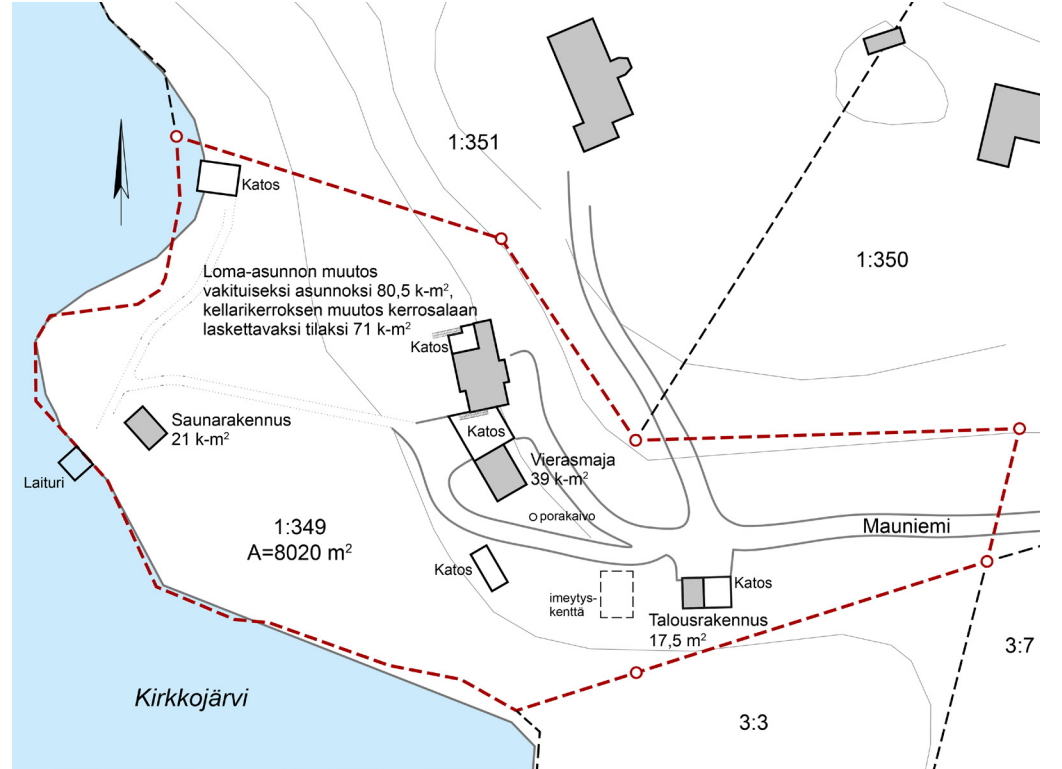 1:351
Katos
1:350
Loma-asunnon muutos
vakituiseksi asunnoksi 80,5 k-m²,
kellarikerroksen muutos kerrosalaan
laskettavaksi tilaksi 71 k-m²
Katos
Saunarakennus
21 k-m²
Katos
Vierasmaja
39 k-m²
Laituri
porakaivo
1:349
A=8020 m²
Mauniemi
Katos
imeytys-
kenttä
Katos
Talousrakennus
17,5 m²
3:7
Kirkkojärvi
3:3